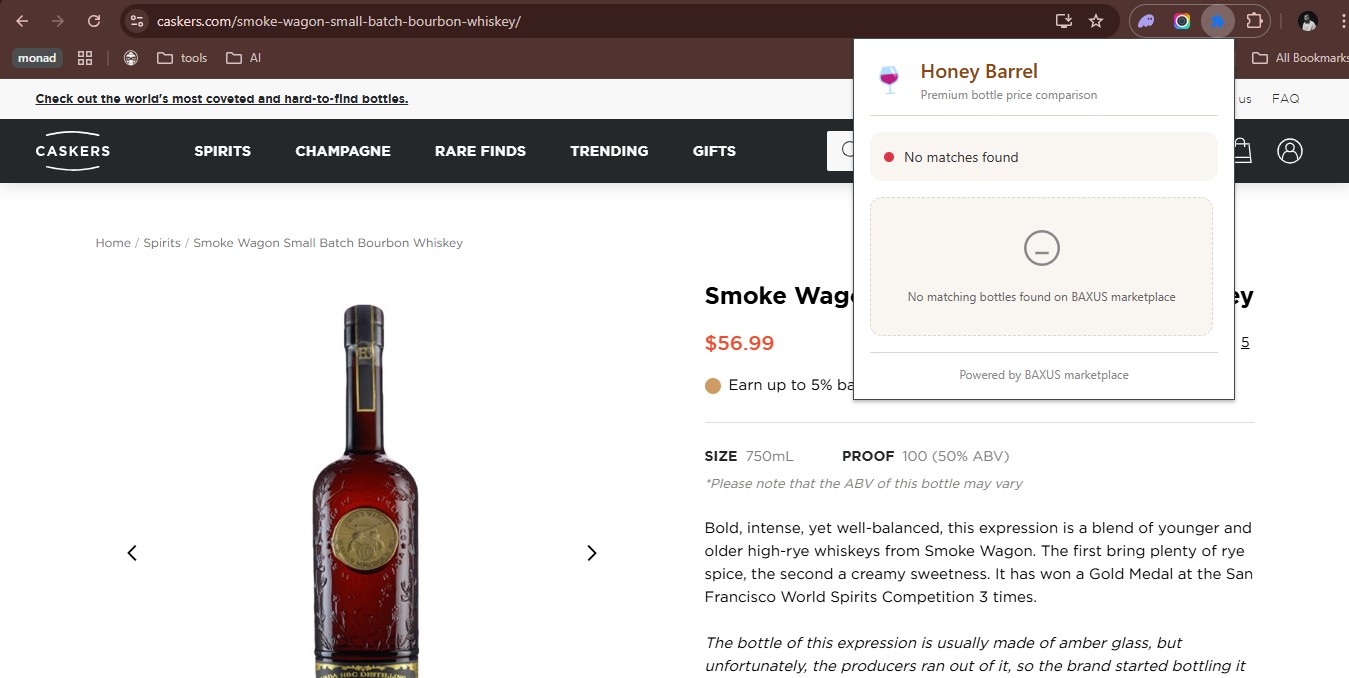 caskers.com/smoke-wagon-small-batch-bourbon-whiskey/
monad
tools
AI
All Bookmarks
Check out the world's most coveted and hard-to-find bottles.
us
FAQ
CASKERS
SPIRITS
CHAMPAGNE
RARE FINDS
TRENDING
GIFTS
Honey Barrel
Premium bottle price comparison
No matches found
No matching bottles found on BAXUS marketplace
Powered by BAXUS marketplace
Home / Spirits / Smoke Wagon Small Batch Bourbon Whiskey
Smoke
$56.99
5
Earn up to 5%
SIZE 750mL PROOF 100 (50% ABV)
*Please note that the ABV of this bottle may vary
Bold, intense, yet well-balanced, this expression is a blend of younger and
older high-rye whiskeys from Smoke Wagon. The first bring plenty of rye
spice, the second a creamy sweetness. It has won a Gold Medal at the San
Francisco World Spirits Competition 3 times.
The bottle of this expression is usually made of amber glass, but
unfortunately, the producers ran out of it, so the brand started bottling it